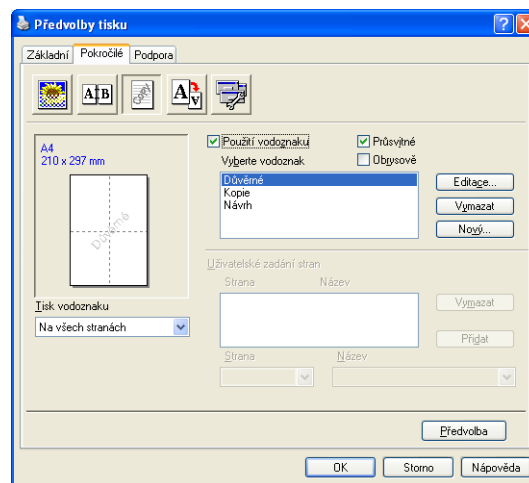 Předvolby tisku
Základní Pokročilé Podpora
A B
Copy
A V
A4
210 x 297 mm
Důvěrné
Tisk vodoznaku
Na všech stranách
Použití vodoznaku
Průsvitné
Vyberte vodoznak
Obrysově
Důvěrné
Kopie
Návrh
Editace...
Vymazat
Nový...
Uživatelské zadání stran
Strana Název
Vymazat
Přidat
Strana Název
Předvolba
OK Storno Nápověda